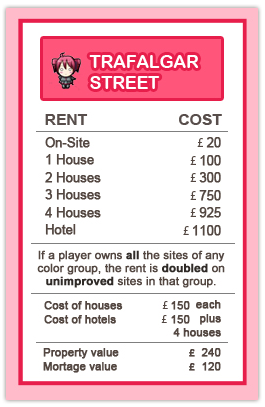 TRAFALGAR
STREET
RENT COST
On-Site £ 20
1 House £ 100
2 Houses £ 300
3 Houses £ 750
4 Houses £ 925
Hotel £ 1100
If a player owns all the sites of any
color group, the rent is doubled on
unimproved sites in that group.
Cost of houses £ 150 each
Cost of hotels £ 150 plus
4 houses
Property value £ 240
Mortage value £ 120